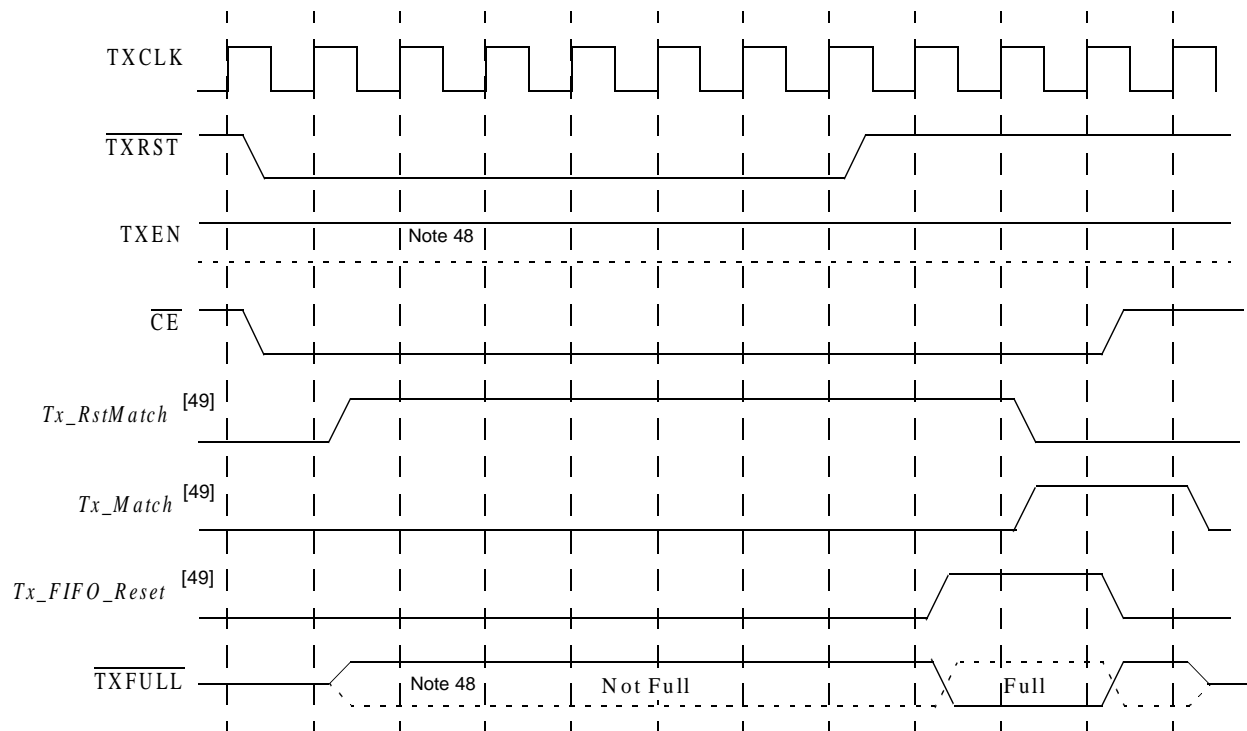 TXCLK
TXRST
TXEN
Note 48
CE
Tx_RstMatch [49]
Tx_Match [49]
Tx_FIFO_Reset [49]
TXFULL
Note 48
Not Full
Full